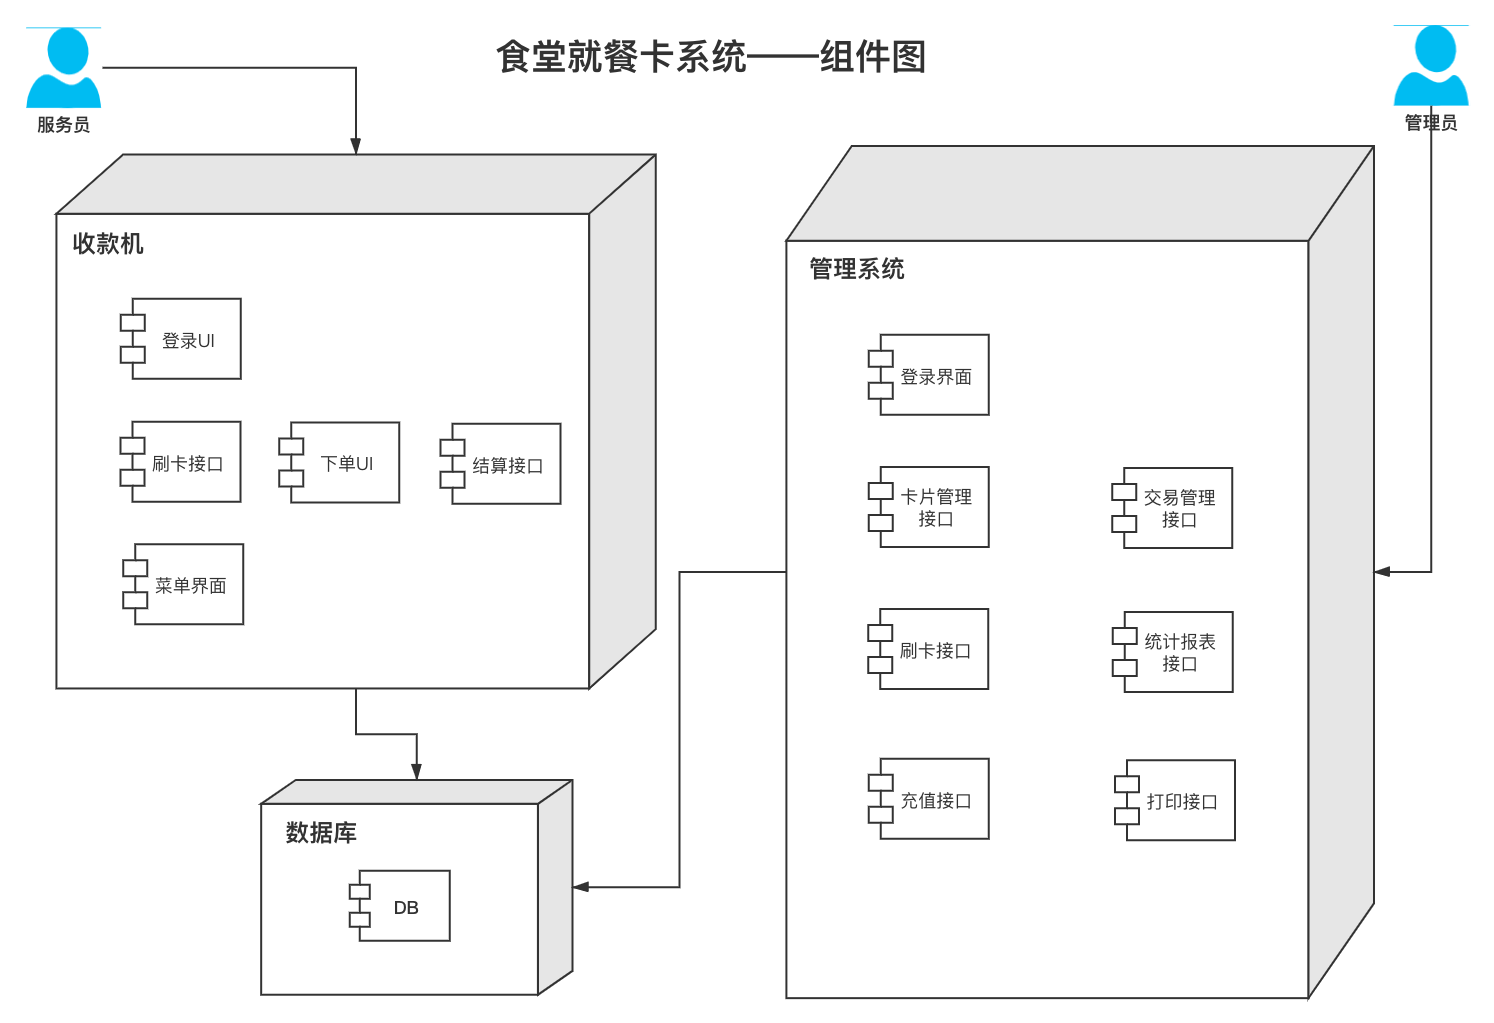 食堂就餐卡系统——组件图
服务员
管理员
收款机
登录UI
刷卡接口
下单UI
结算接口
菜单界面
管理系统
登录界面
卡片管理
接口
交易管理
接口
刷卡接口
统计报表
接口
充值接口
打印接口
数据库
DB